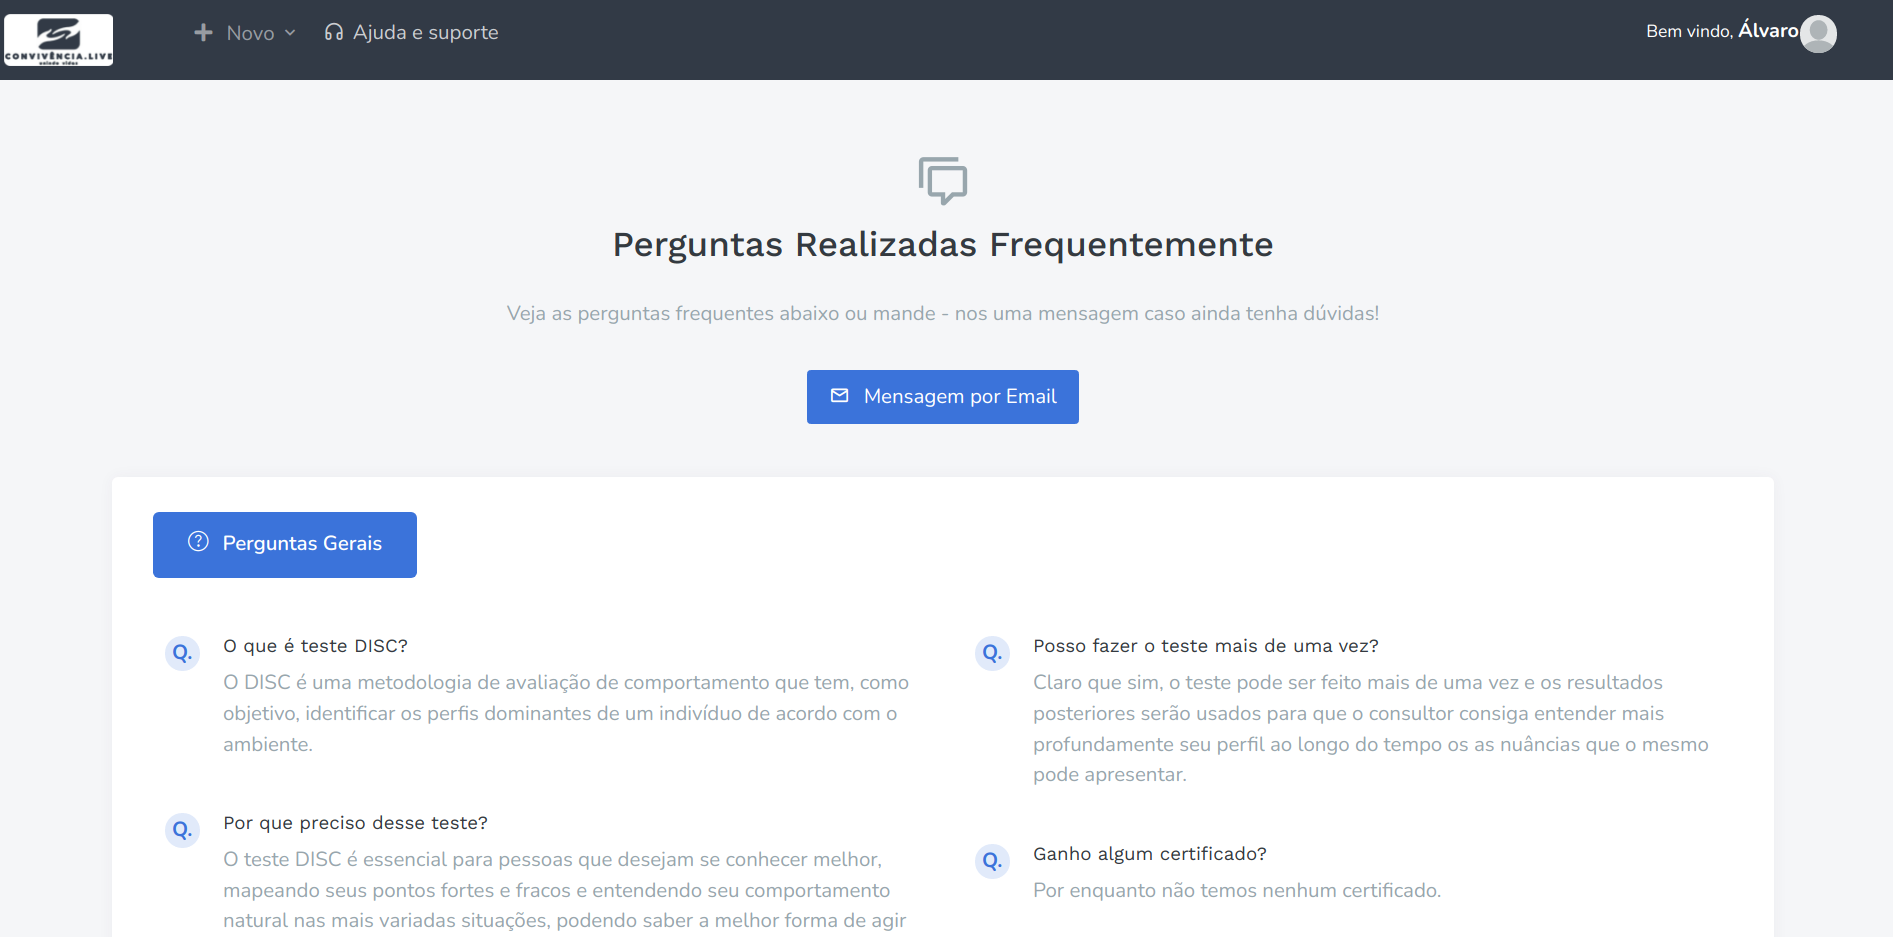 CONVIVÊNCIA.LIVE
unindo vidas
Novo
Ajuda e suporte
Bem vindo, Álvaro
Perguntas Realizadas Frequentemente
Veja as perguntas frequentes abaixo ou mande - nos uma mensagem caso ainda tenha dúvidas!
Mensagem por Email
Perguntas Gerais
Q.
O que é teste DISC?
O DISC é uma metodologia de avaliação de comportamento que tem, como
objetivo, identificar os perfis dominantes de um indivíduo de acordo com o
ambiente.
Q.
Por que preciso desse teste?
O teste DISC é essencial para pessoas que desejam se conhecer melhor,
mapeando seus pontos fortes e fracos e entendendo seu comportamento
natural nas mais variadas situações, podendo saber a melhor forma de agir
Q.
Posso fazer o teste mais de uma vez?
Claro que sim, o teste pode ser feito mais de uma vez e os resultados
posteriores serão usados para que o consultor consiga entender mais
profundamente seu perfil ao longo do tempo os as nuâncias que o mesmo
pode apresentar.
Q.
Ganho algum certificado?
Por enquanto não temos nenhum certificado.